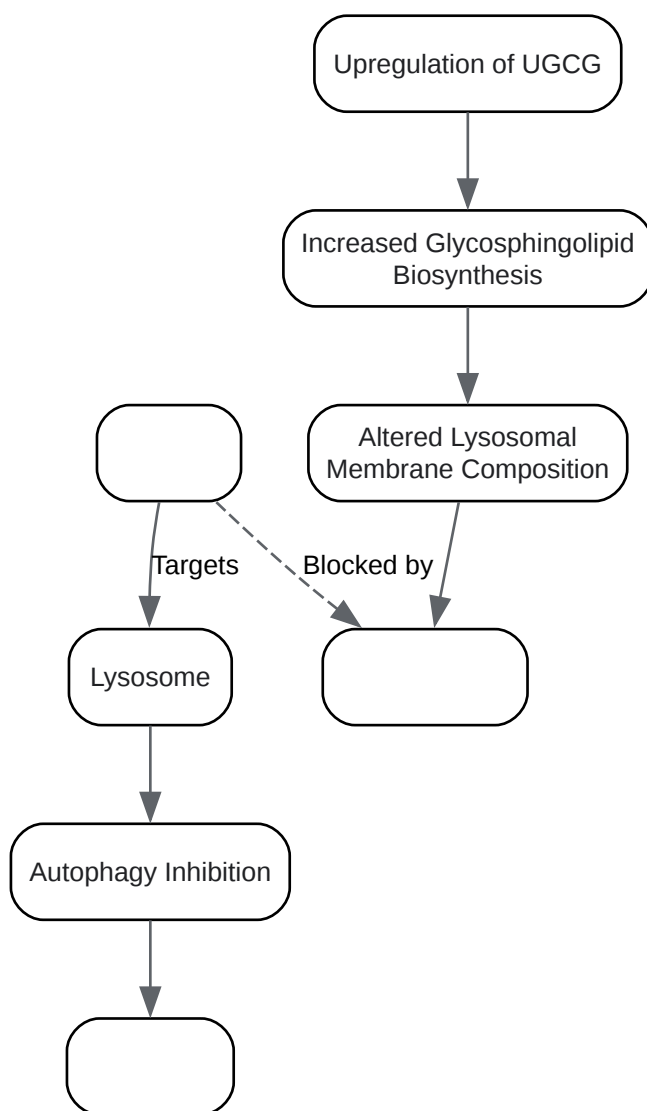 Upregulation of UGCG
Increased Glycosphingolipid
Biosynthesis
Altered Lysosomal
Membrane Composition
Targets
Blocked by
Lysosome
Autophagy Inhibition